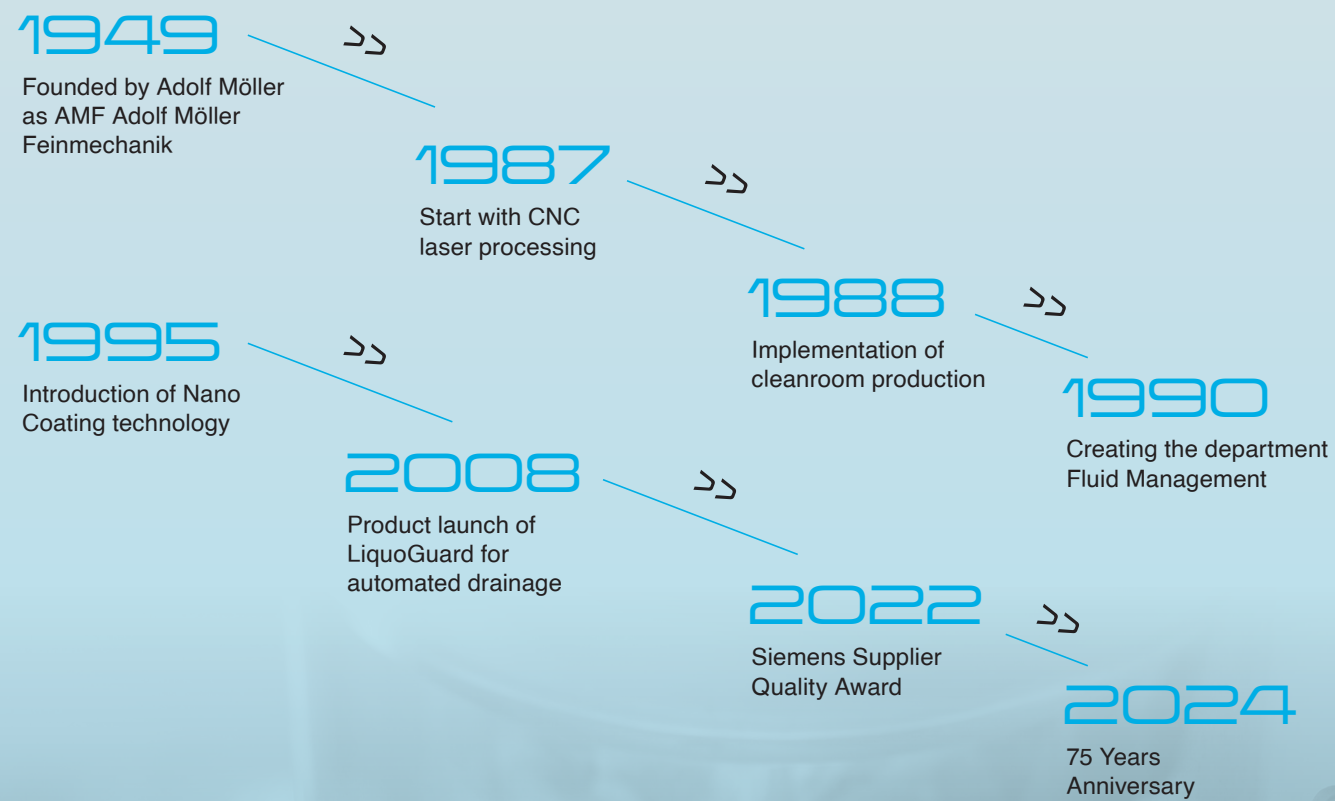 1949
Founded by Adolf Möller
as AMF Adolf Möller
Feinmechanik
1987
Start with CNC
laser processing
1988
Implementation of
cleanroom production
1990
Creating the department
Fluid Management
1995
Introduction of Nano
Coating technology
2008
Product launch of
LiquoGuard for
automated drainage
2022
Siemens Supplier
Quality Award
2024
75 Years
Anniversary